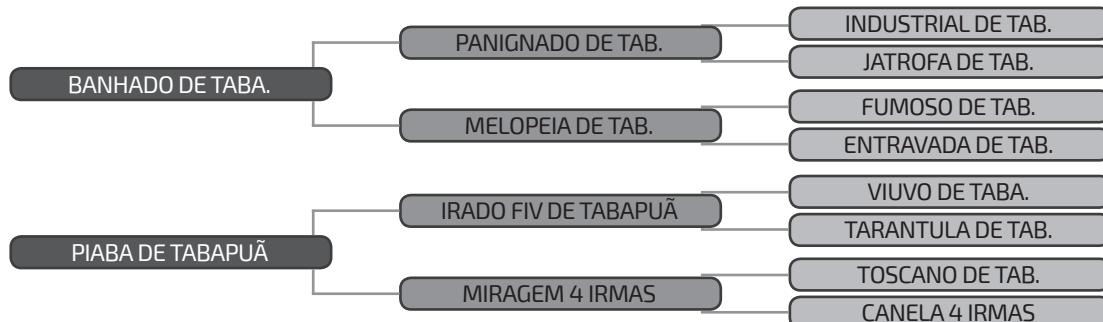 BANHADO DE TABA.
PANIGNADO DE TAB.
INDUSTRIAL DE TAB.
JATROFA DE TAB.
MELOPEIA DE TAB.
FUMOSO DE TAB.
ENTRAVADA DE TAB.
PIABA DE TABAPUÃ
IRADO FIV DE TABAPUÃ
VIUVO DE TABA.
TARANTULA DE TAB.
MIRAGEM 4 IRMAS
TOSCANO DE TAB.
CANELA 4 IRMAS